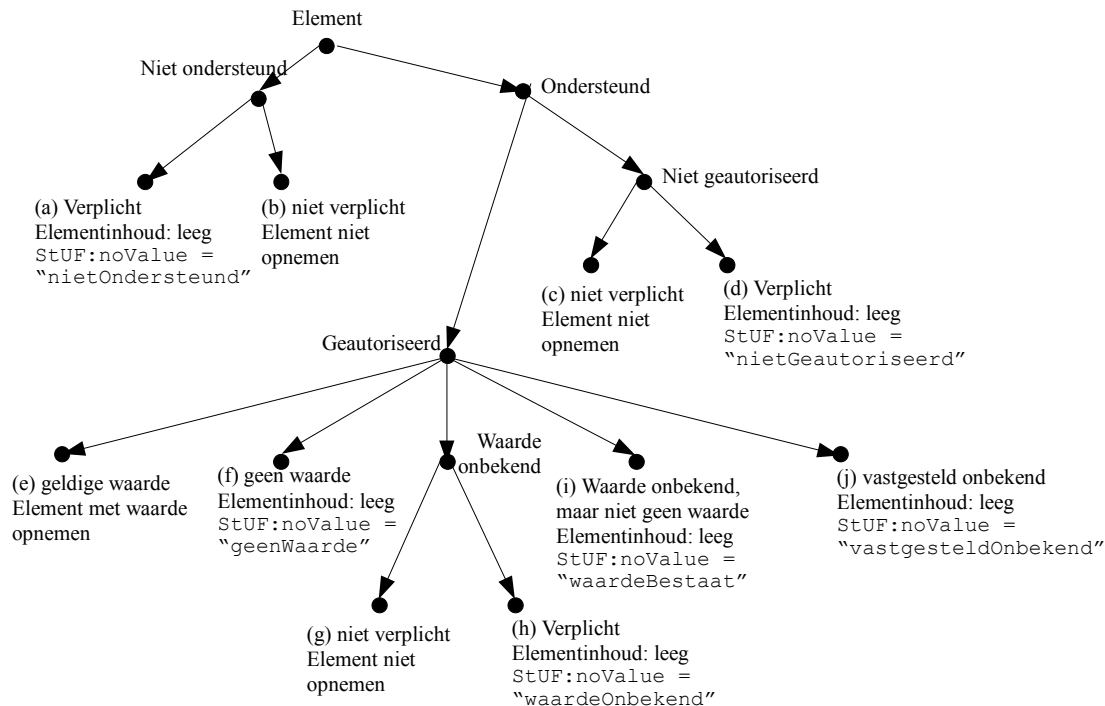 Element
Niet ondersteund
Ondersteund
Niet geautoriseerd
(a) Verplicht
Elementinhoud: leeg
StUF:noValue =
“nietOndersteund”
(b) niet verplicht
Element niet
opnemen
(c) niet verplicht
Element niet
opnemen
(d) Verplicht
Elementinhoud: leeg
StUF:noValue =
“nietGeautoriseerd”
Geautoriseerd
(e) geldige waarde
Element met waarde
opnemen
(f) geen waarde
Elementinhoud: leeg
StUF:noValue =
“geenWaarde”
Waarde
onbekend
(g) niet verplicht
Element niet
opnemen
(h) Verplicht
Elementinhoud: leeg
StUF:noValue =
“waardeOnbekend”
(i) Waarde onbekend,
maar niet geen waarde
Elementinhoud: leeg
StUF:noValue =
“waardeBestaat”
(j) vastgesteld onbekend
Elementinhoud: leeg
StUF:noValue =
“vastgesteldOnbekend”